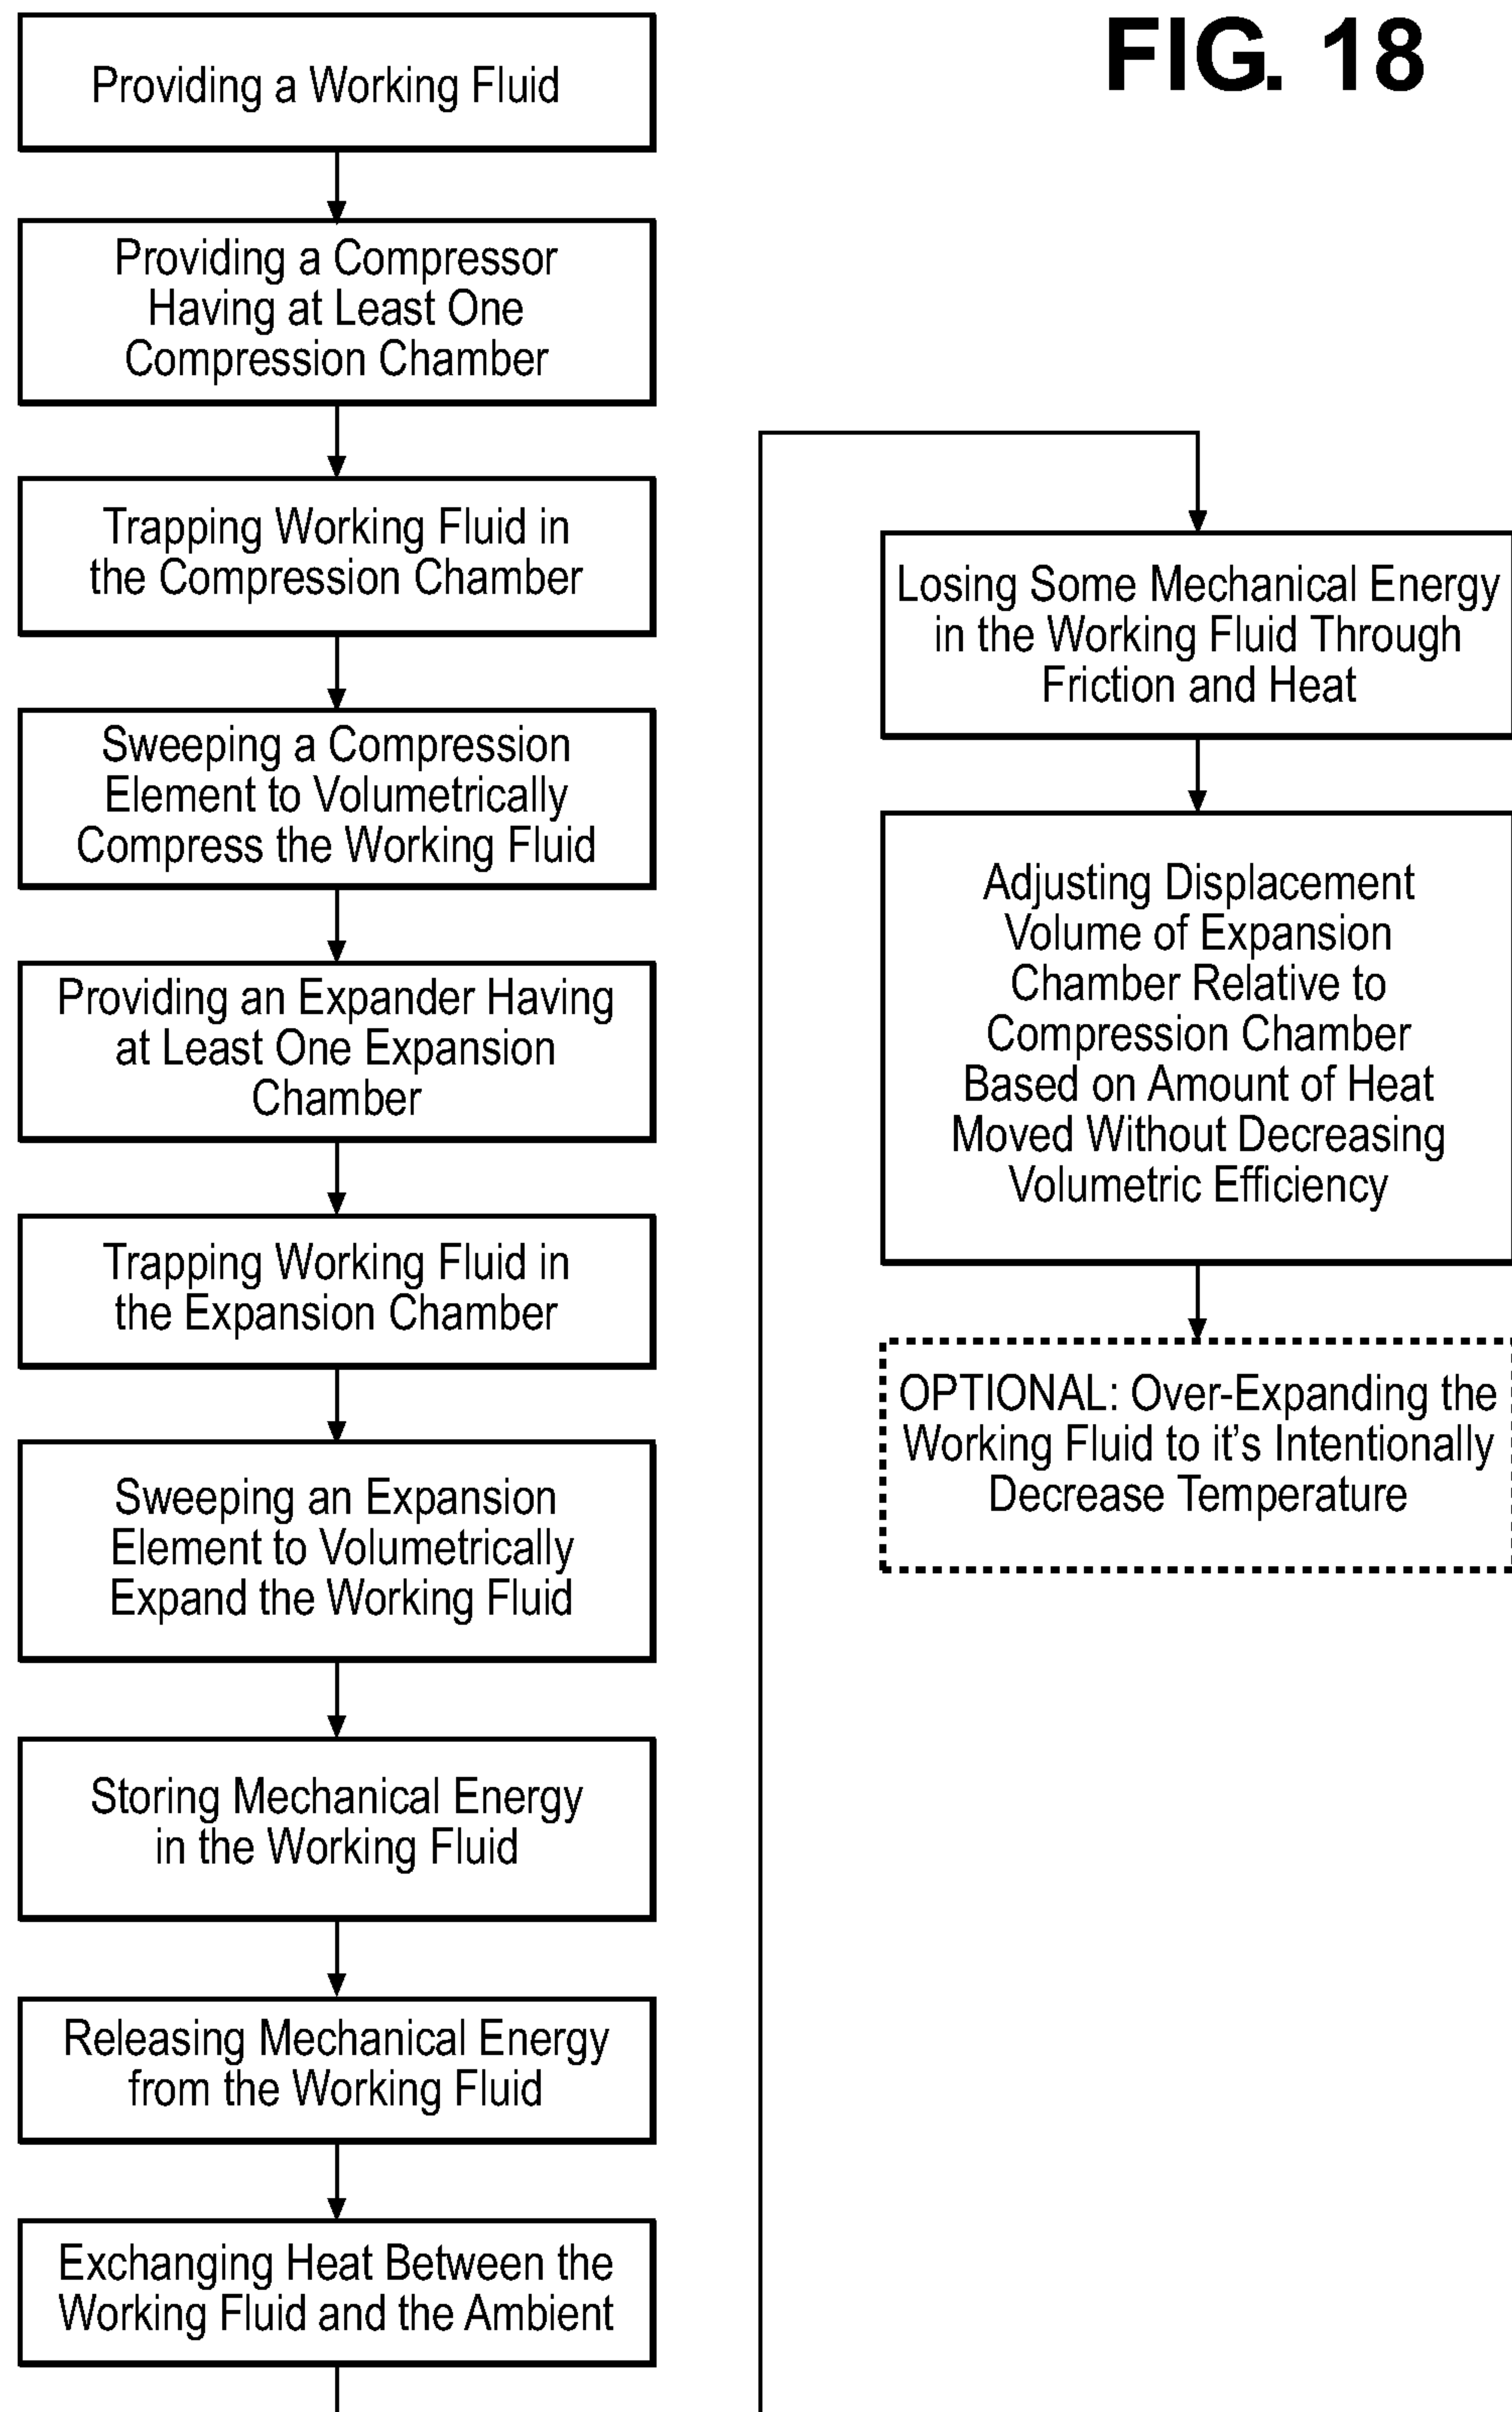 FIG. 18
Providing a Working Fluid
Providing a Compressor
Having at Least One
Compression Chamber
Trapping Working Fluid in
the Compression Chamber
Sweeping a Compression
Element to Volumetrically
Compress the Working Fluid
Providing an Expander Having
at Least One Expansion
Chamber
Trapping Working Fluid in
the Expansion Chamber
Sweeping an Expansion
Element to Volumetrically
Expand the Working Fluid
Storing Mechanical Energy
in the Working Fluid
Releasing Mechanical Energy
from the Working Fluid
Exchanging Heat Between the
Working Fluid and the Ambient
Losing Some Mechanical Energy
in the Working Fluid Through
Friction and Heat
Adjusting Displacement
Volume of Expansion
Chamber Relative to
Compression Chamber
Based on Amount of Heat
Moved Without Decreasing
Volumetric Efficiency
OPTIONAL: Over-Expanding the
Working Fluid to it's Intentionally
Decrease Temperature